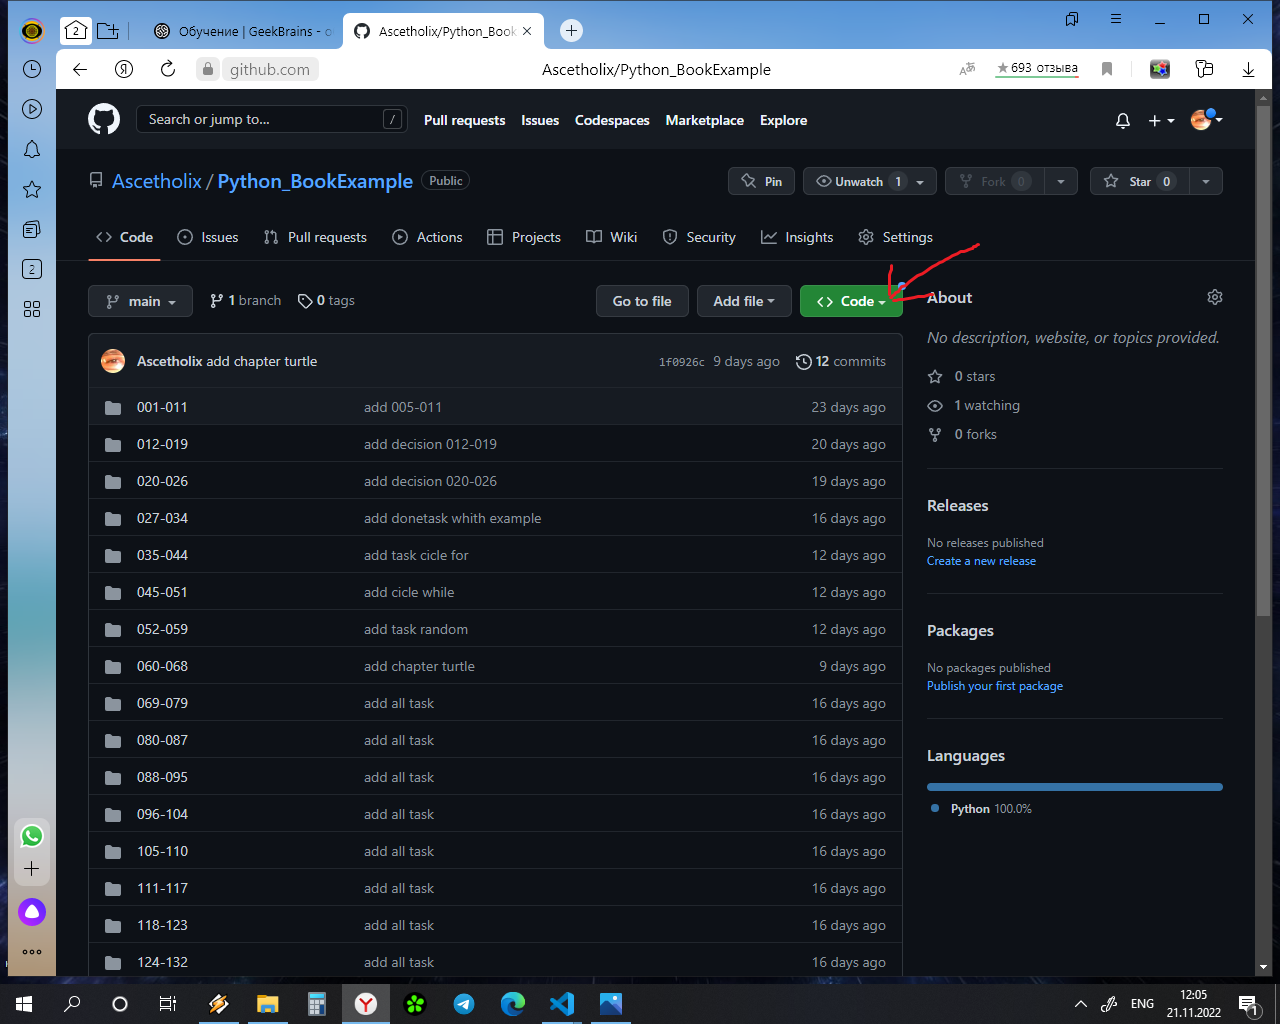 2
Обучение | GeekBrains - о
Ascetholix/Python_Book
Я
github.com
Ascetholix/Python_BookExample
693 отзыва
Search or jump to...
/
Pull requests
Issues
Codespaces
Marketplace
Explore
Ascetholix / Python_BookExample
Public
Pin
Unwatch 1
Fork 0
Star 0
2
Code
Issues
Pull requests
Actions
Projects
Wiki
Security
Insights
Settings
main
1 branch
0 tags
Go to file
Add file
Code
About
No description, website, or topics provided.
Ascetholix add chapter turtle
1f0926c 9 days ago
12 commits
0 stars
1 watching
0 forks
001-011 add 005-011 23 days ago
012-019 add decision 012-019 20 days ago
020-026 add decision 020-026 19 days ago
027-034 add donetask whith example 16 days ago
035-044 add task cicle for 12 days ago
045-051 add cicle while 12 days ago
052-059 add task random 12 days ago
060-068 add chapter turtle 9 days ago
069-079 add all task 16 days ago
080-087 add all task 16 days ago
088-095 add all task 16 days ago
096-104 add all task 16 days ago
105-110 add all task 16 days ago
111-117 add all task 16 days ago
118-123 add all task 16 days ago
124-132 add all task 16 days ago
Releases
No releases published
Create a new release
Packages
No packages published
Publish your first package
Languages
Python 100.0%
ENG
12:05
21.11.2022
1